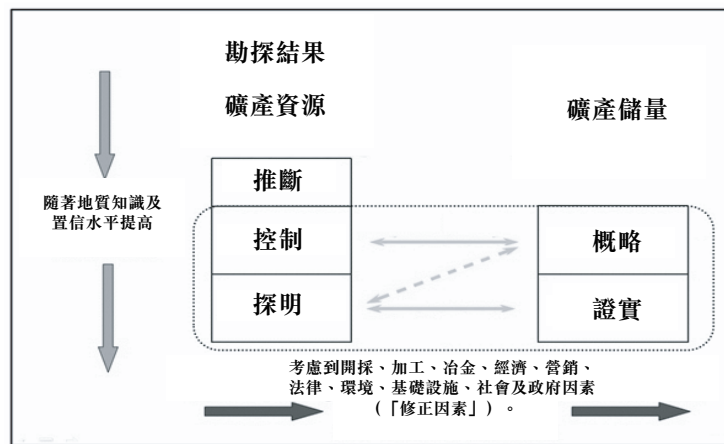 勘探結果
礦產資源
礦產儲量
隨著地質知識及
置信水平提高
推斷
控制
探明
概略
證實
考慮到開採、加工、冶金、經濟、營銷、
法律、環境、基礎設施、社會及政府因素
(「修正因素」)。